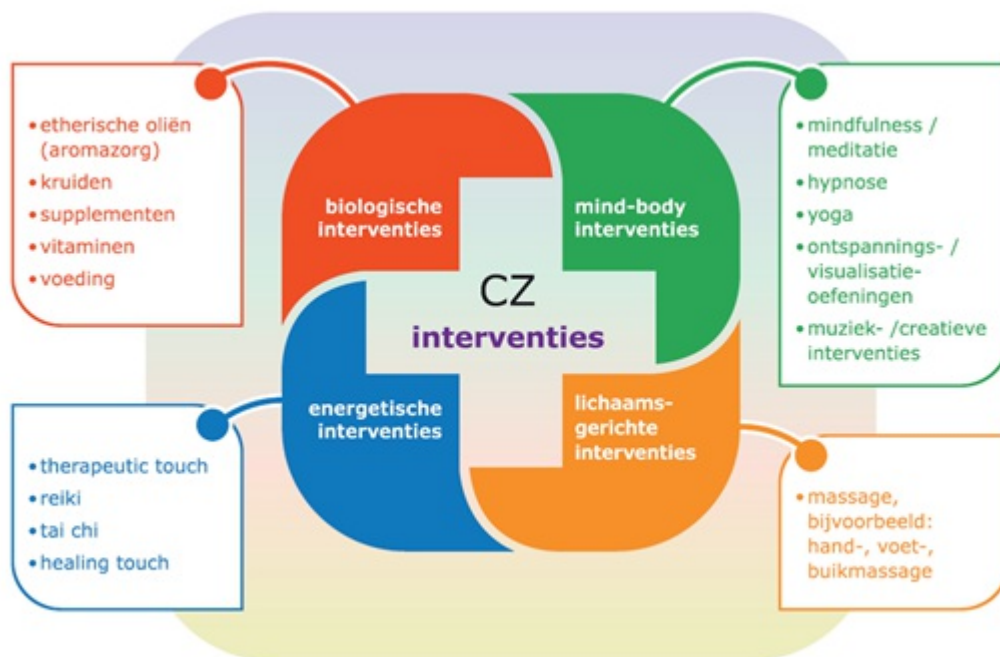 • etherische oliën
(aromazorg)
• kruiden
• supplementen
• vitaminen
• voeding
biologische
interventies
mind-body
interventies
• mindfulness /
meditatie
• hypnose
• yoga
• ontspannings- /
visualisatie-
oefeningen
• muziek- /creatieve
interventies
CZ
interventies
energetische
interventies
lichaams-
gerichte
interventies
• therapeutic touch
• reiki
• tai chi
• healing touch
• massage,
bijvoorbeeld:
hand-, voet-,
buikmassage